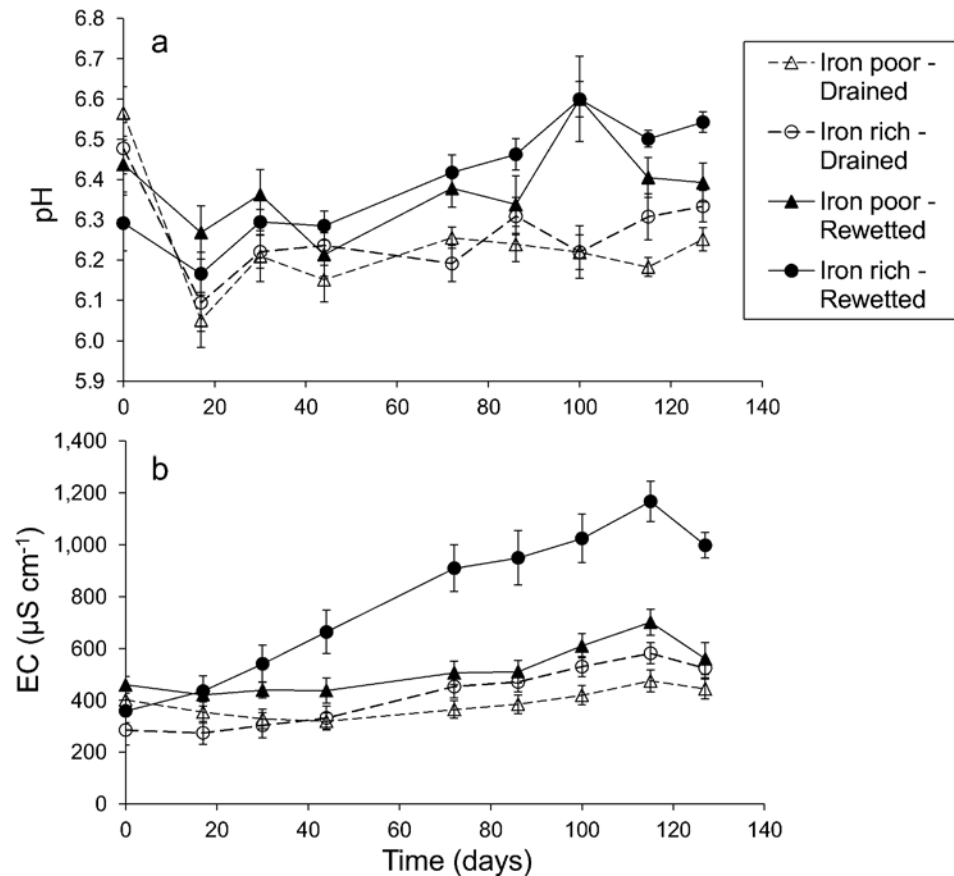 a
pH
6.8
6.7
6.6
6.5
6.4
6.3
6.2
6.1
6.0
5.9
0 20 40 60 80 100 120 140
Iron poor -
Drained
Iron rich -
Drained
Iron poor -
Rewetted
Iron rich -
Rewetted
b
EC (µS cm⁻¹)
1,400
1,200
1,000
800
600
400
200
0
0 20 40 60 80 100 120 140
Time (days)